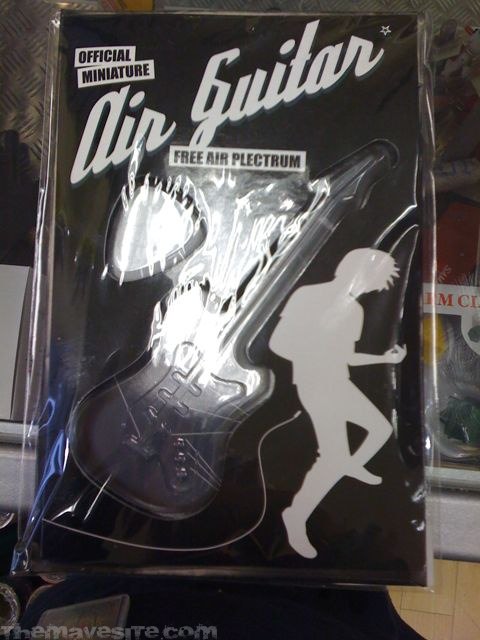 OFFICIAL
MINIATURE
Air Guitar
FREE AIR PLECTRUM
Themavesite.com